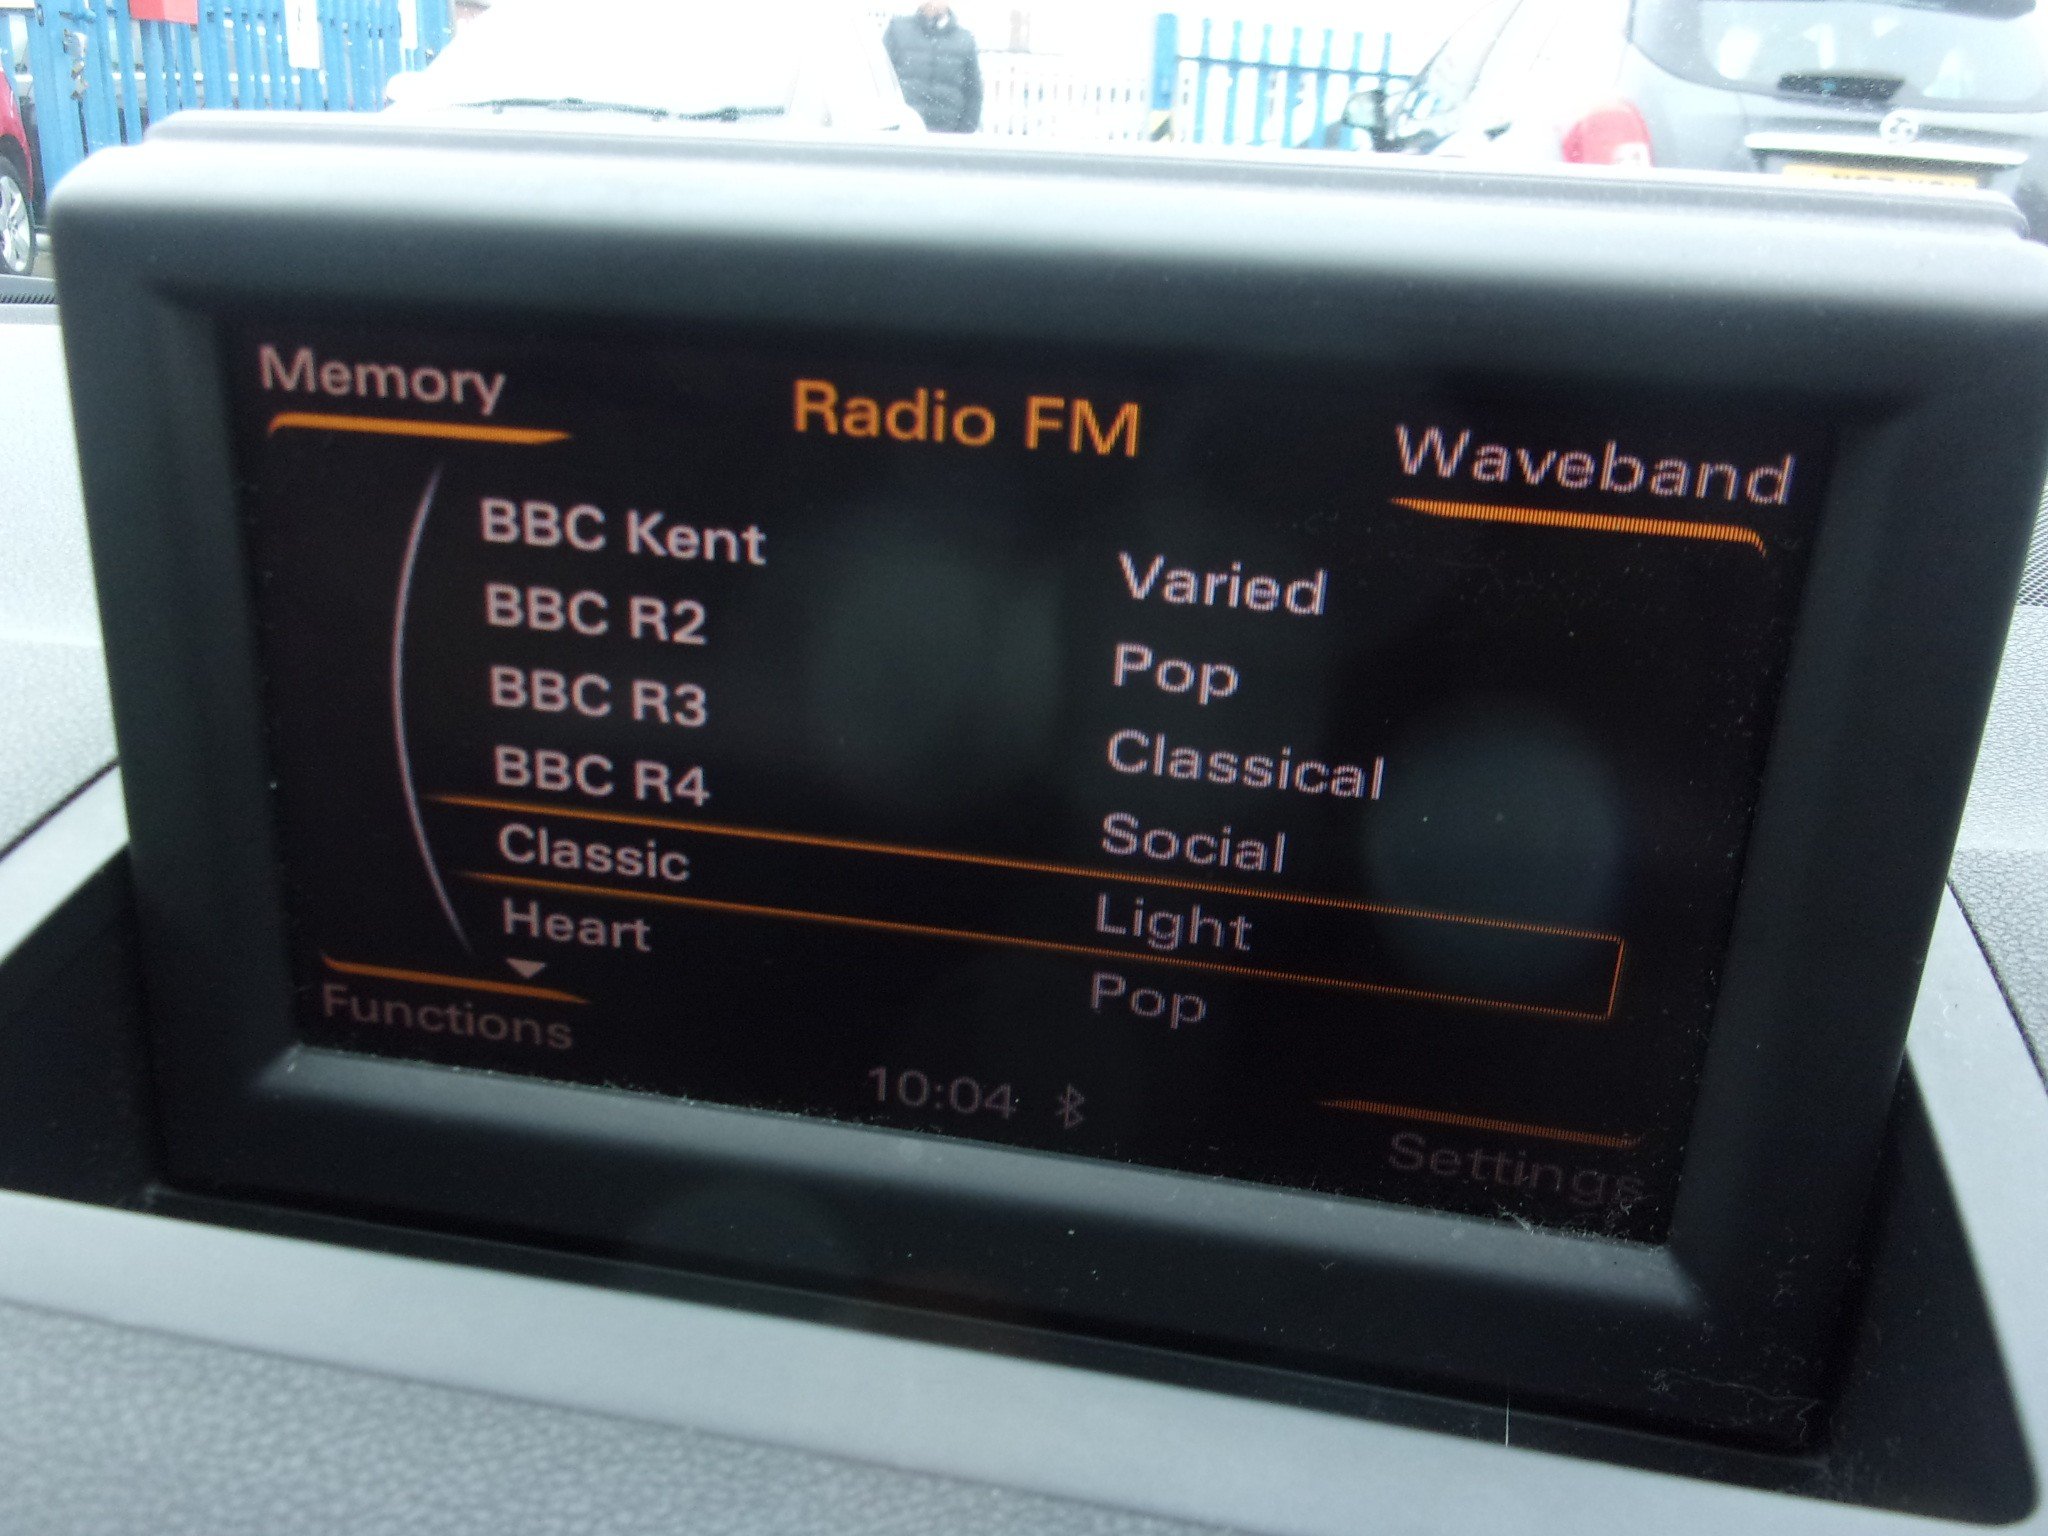 Memory
Radio FM
Waveband
BBC Kent Varied
BBC R2 Pop
BBC R3 Classical
BBC R4 Social
Classic Light
Heart Pop
Functions
10:04
Settings